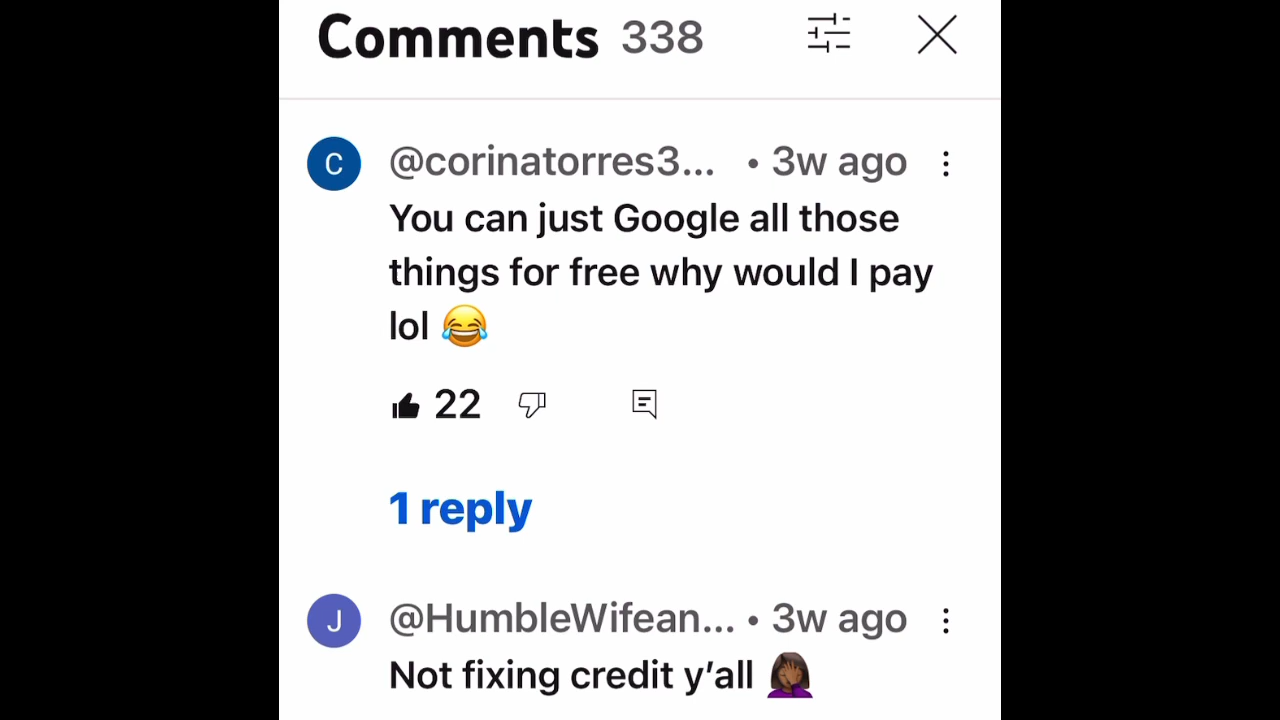 Comments 338
C @corinatorres3... • 3w ago
You can just Google all those
things for free why would I pay
lol 😂
22
1 reply
J @HumbleWifean... • 3w ago
Not fixing credit y’all 🤦🏾‍♀️